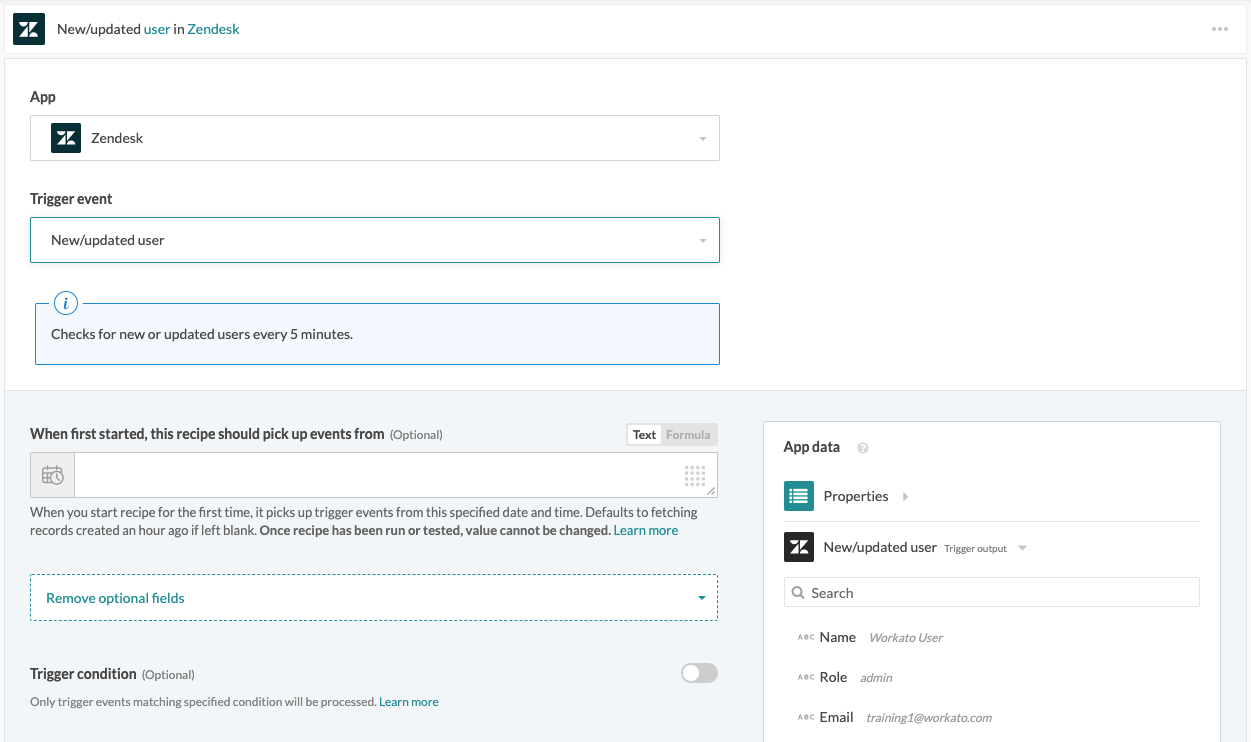 New/updated user in Zendesk
App
Zendesk
Trigger event
New/updated user
i
Checks for new or updated users every 5 minutes.
When first started, this recipe should pick up events from (Optional)
Text Formula
When you start recipe for the first time, it picks up trigger events from this specified date and time. Defaults to fetching
records created an hour ago if left blank. Once recipe has been run or tested, value cannot be changed. Learn more
Remove optional fields
Trigger condition (Optional)
Only trigger events matching specified condition will be processed. Learn more
App data ?
Properties
New/updated user Trigger output
Search
ABC Name Workato User
ABC Role admin
ABC Email training1@workato.com